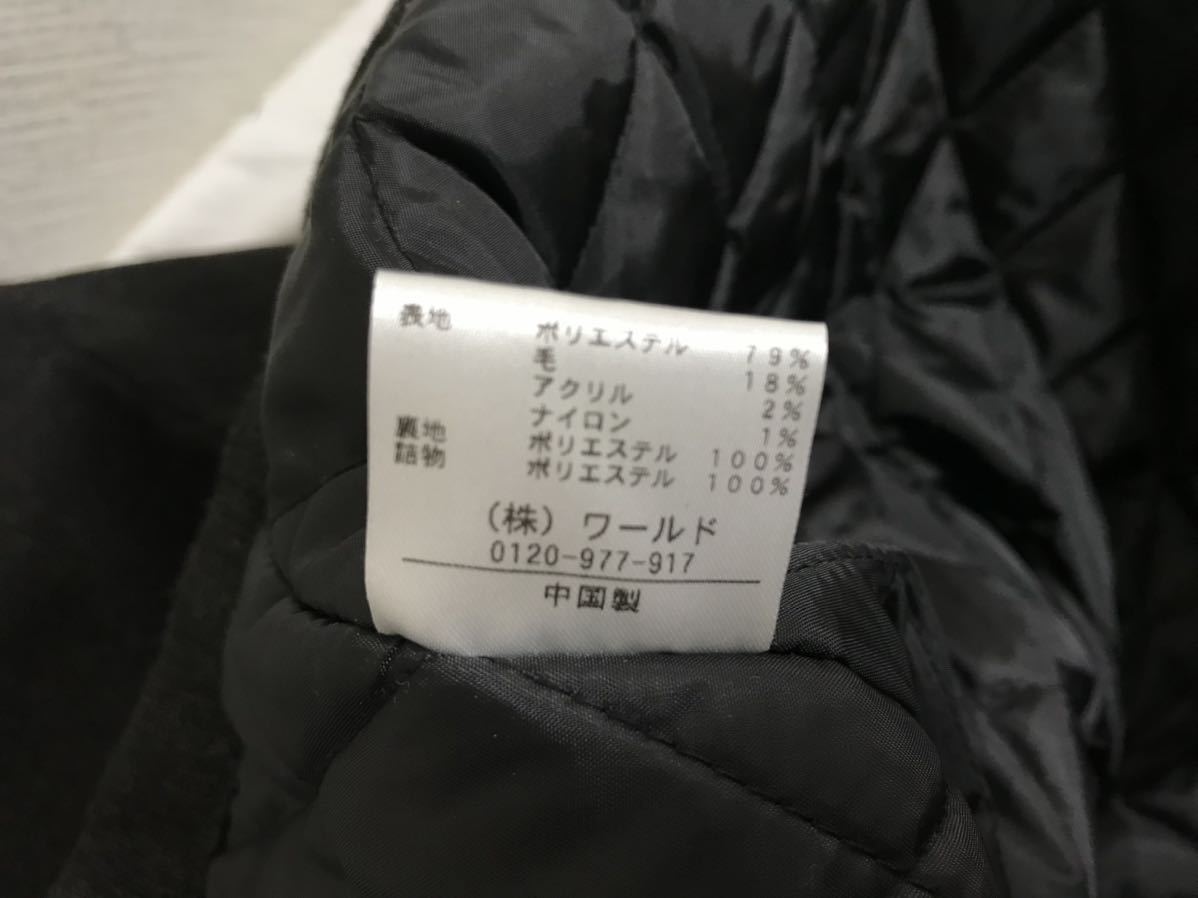 表地 ポリエステル 79%
毛 18%
アクリル 2%
ナイロン 1%
裏地 ポリエステル 100%
詰物 ポリエステル 100%
(株) ワールド
0120-977-917
中国製